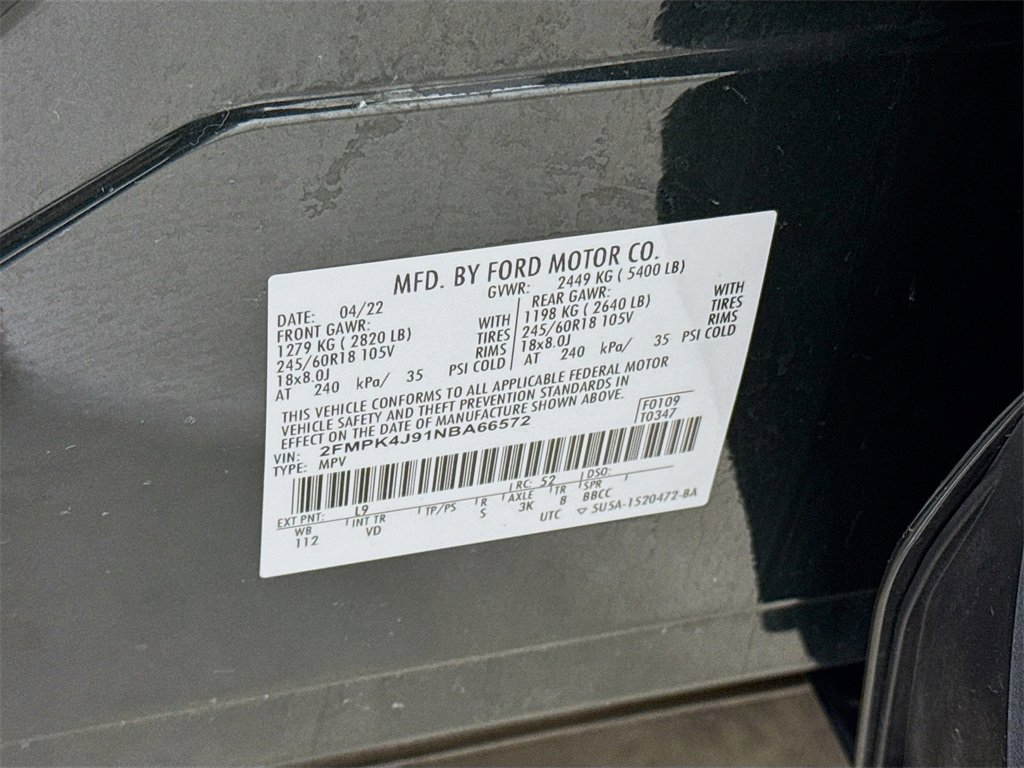 MFD. BY FORD MOTOR CO.
DATE: 04/22 GVWR: 2449 KG ( 5400 LB)
FRONT GAWR: REAR GAWR:
1279 KG ( 2820 LB) WITH 1198 KG ( 2640 LB) WITH
245/60R18 105V TIRES 245/60R18 105V TIRES
18x8.0J RIMS 18x8.0J RIMS
AT 240 kPa/ 35 PSI COLD AT 240 kPa/ 35 PSI COLD
THIS VEHICLE CONFORMS TO ALL APPLICABLE FEDERAL MOTOR
VEHICLE SAFETY AND THEFT PREVENTION STANDARDS IN
EFFECT ON THE DATE OF MANUFACTURE SHOWN ABOVE.
VIN: 2FMPK4J91NBA66572 F0109
TYPE: MPV T0347
EXT PNT: L9 RC: 52 DSO:
WB INT TR TP/PS R AXLE TR SPR
112 VD S 3K 8 BBCC
UTC ▽ 5U5A-1520472-BA